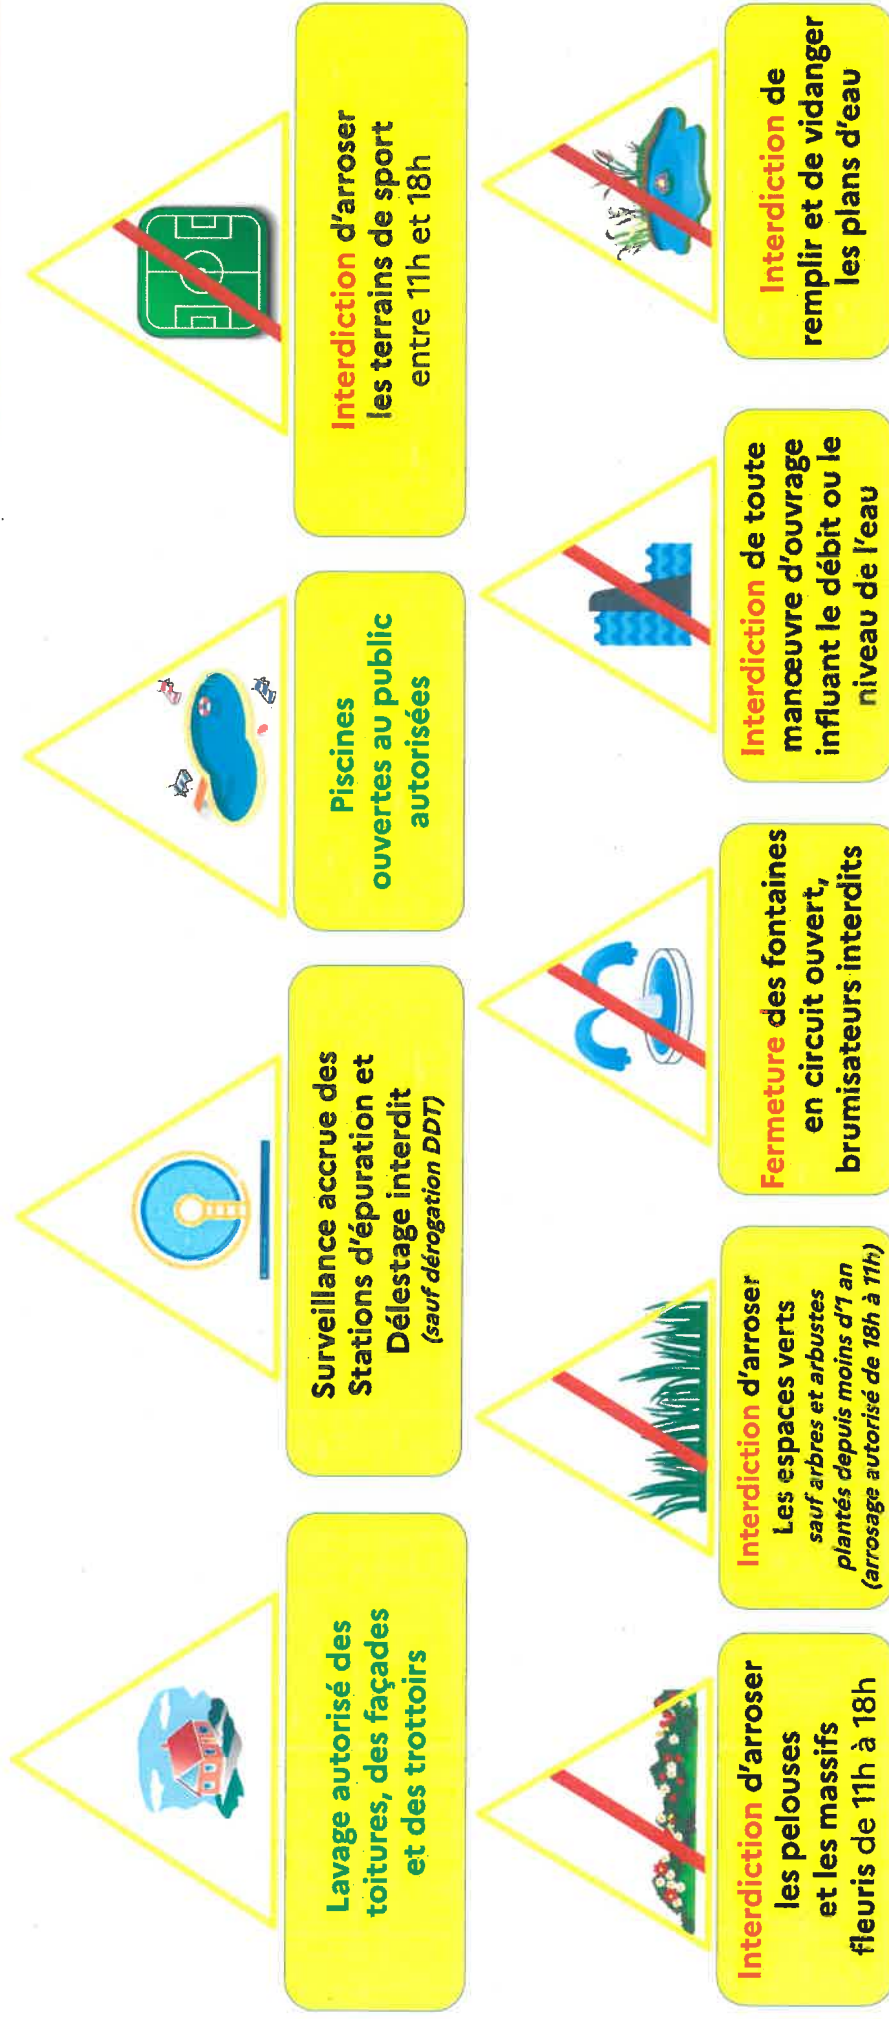 Lavage autorisé des
toitures, des façades
et des trottoirs
Surveillance accrue des
Stations d'épuration et
Délestage interdit
(sauf dérogation DDT)
Piscines
ouvertes au public
autorisées
Interdiction d'arroser
les terrains de sport
entre 11h et 18h
Interdiction d'arroser
les pelouses
et les massifs
fleuris de 11h à 18h
Interdiction d'arroser
Les espaces verts
sauf arbres et arbustes
plantés depuis moins d'1 an
(arrosage autorisé de 18h à 11h)
Fermeture des fontaines
en circuit ouvert,
brumisateurs interdits
Interdiction de toute
manœuvre d'ouvrage
influant le débit ou le
niveau de l'eau
Interdiction de
remplir et de vidanger
les plans d'eau